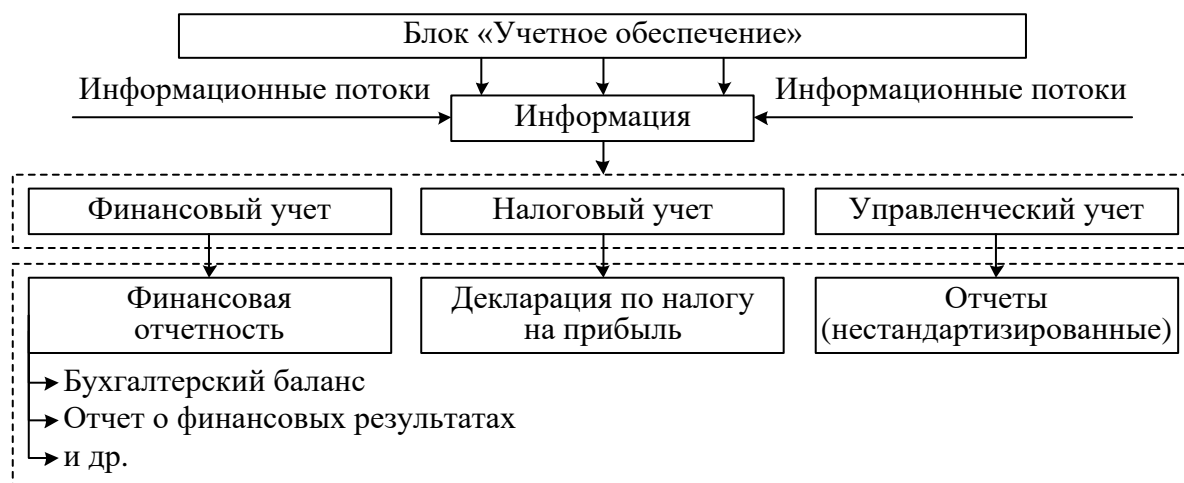 Блок «Учетное обеспечение»
Информационные потоки
Информационные потоки
Информация
Финансовый учет
Налоговый учет
Управленческий учет
Финансовая
отчетность
Декларация по налогу
на прибыль
Отчеты
(нестандартизированные)
Бухгалтерский баланс
Отчет о финансовых результатах
и др.